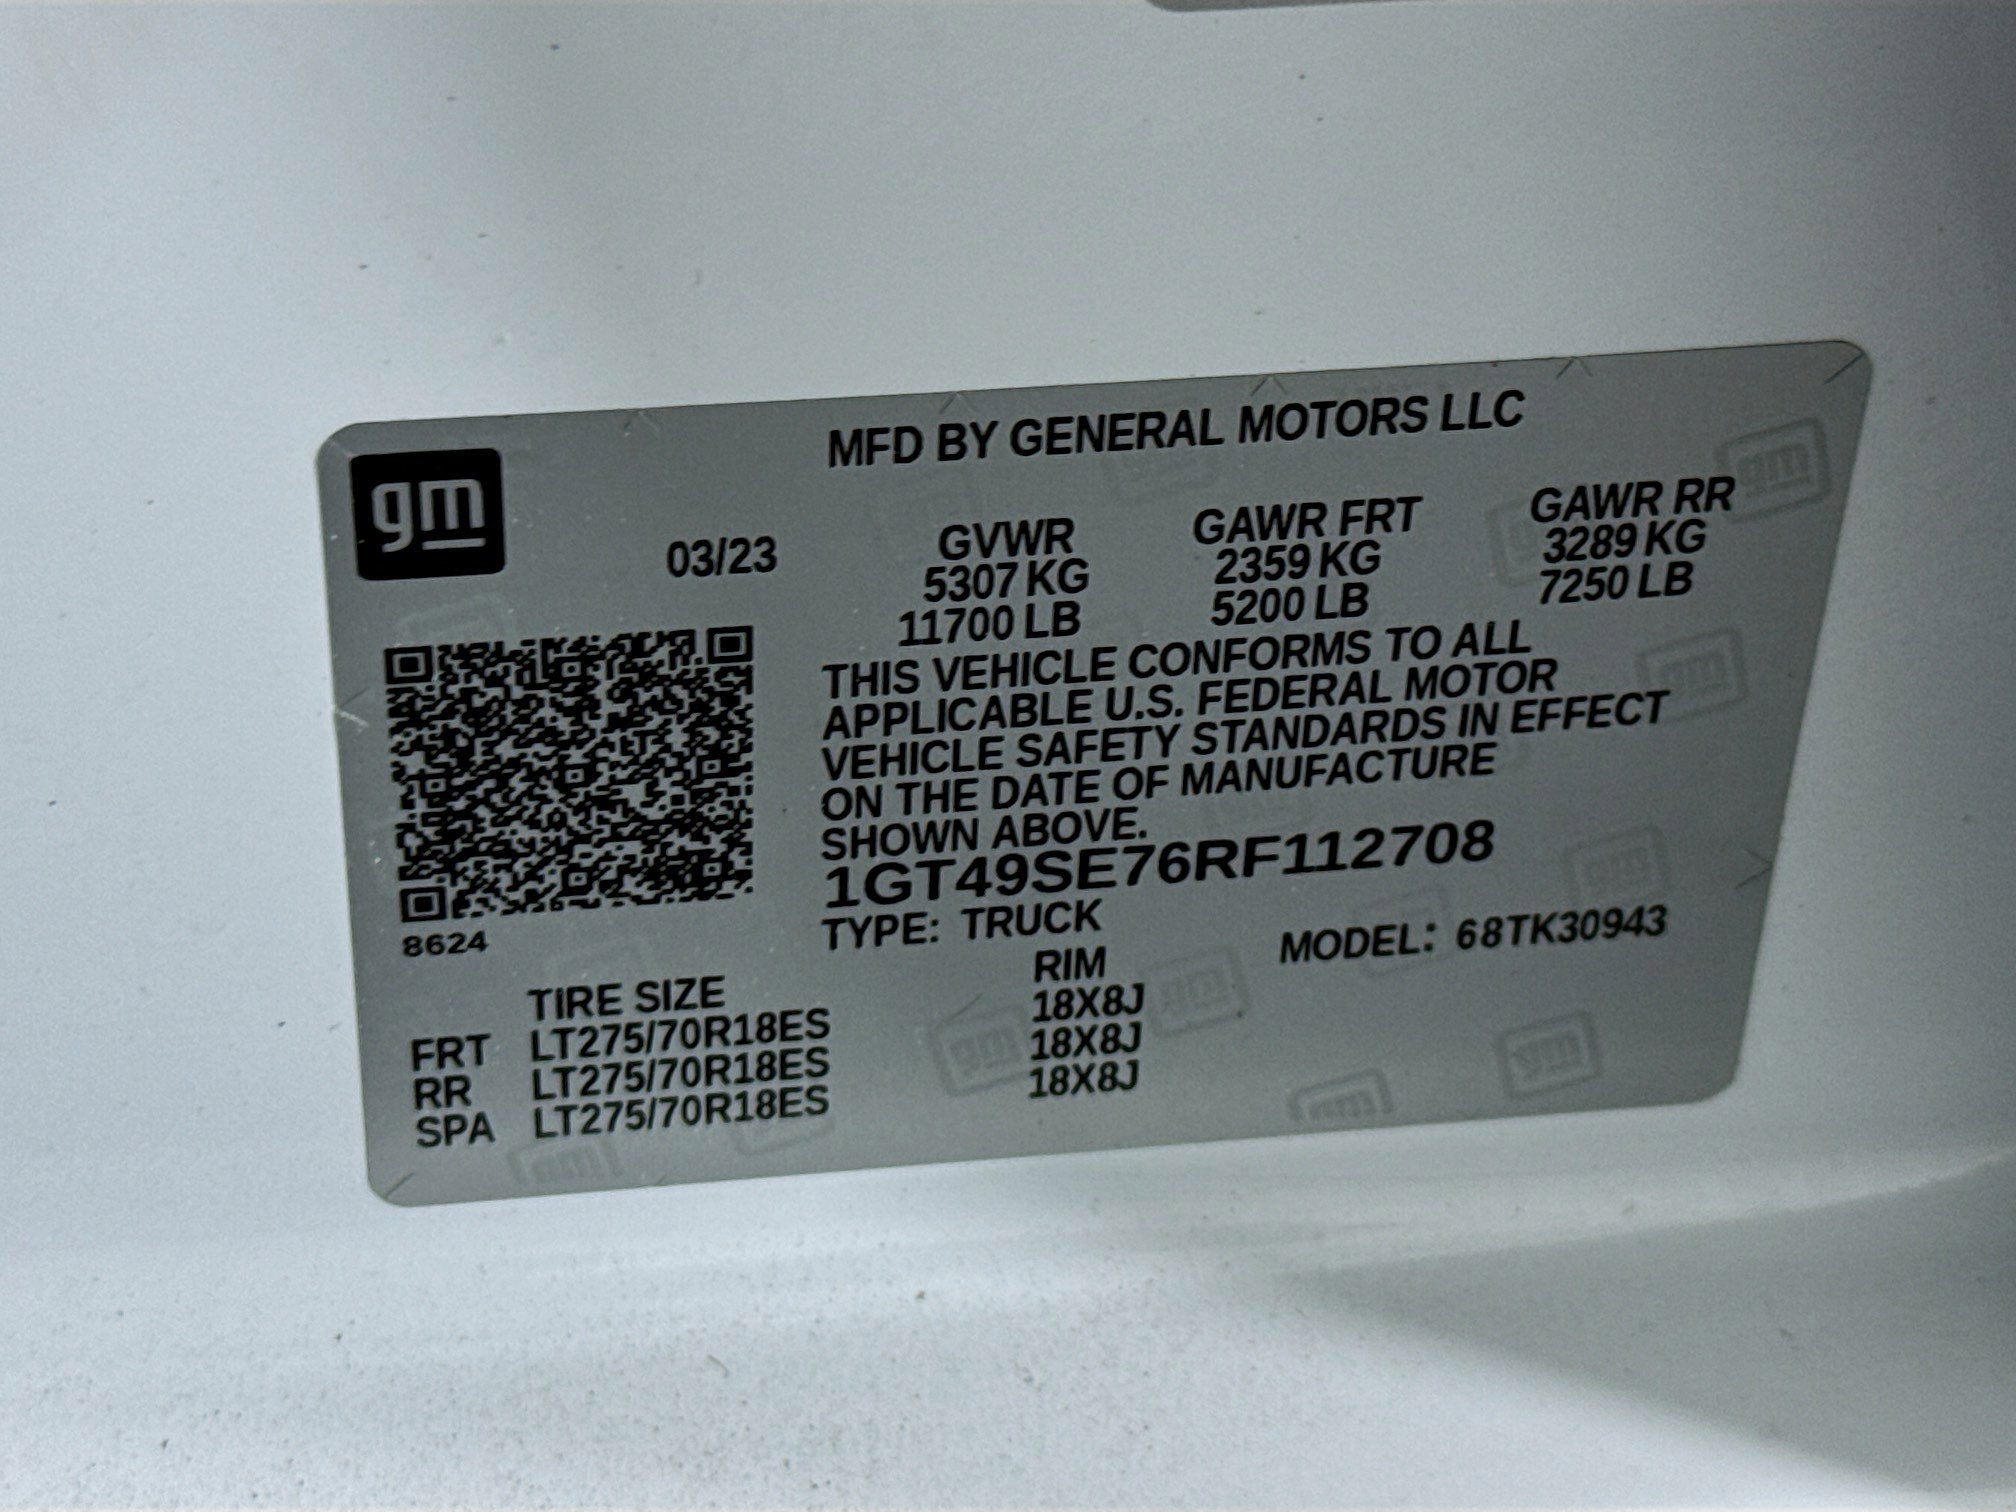 MFD BY GENERAL MOTORS LLC
gm
03/23
GVWR GAWR FRT GAWR RR
5307 KG 2359 KG 3289 KG
11700 LB 5200 LB 7250 LB
THIS VEHICLE CONFORMS TO ALL
APPLICABLE U.S. FEDERAL MOTOR
VEHICLE SAFETY STANDARDS IN EFFECT
ON THE DATE OF MANUFACTURE
SHOWN ABOVE.
1GT49SE76RF112708
8624
TYPE: TRUCK MODEL: 68TK30943
TIRE SIZE RIM
FRT LT275/70R18ES 18X8J
RR LT275/70R18ES 18X8J
SPA LT275/70R18ES 18X8J